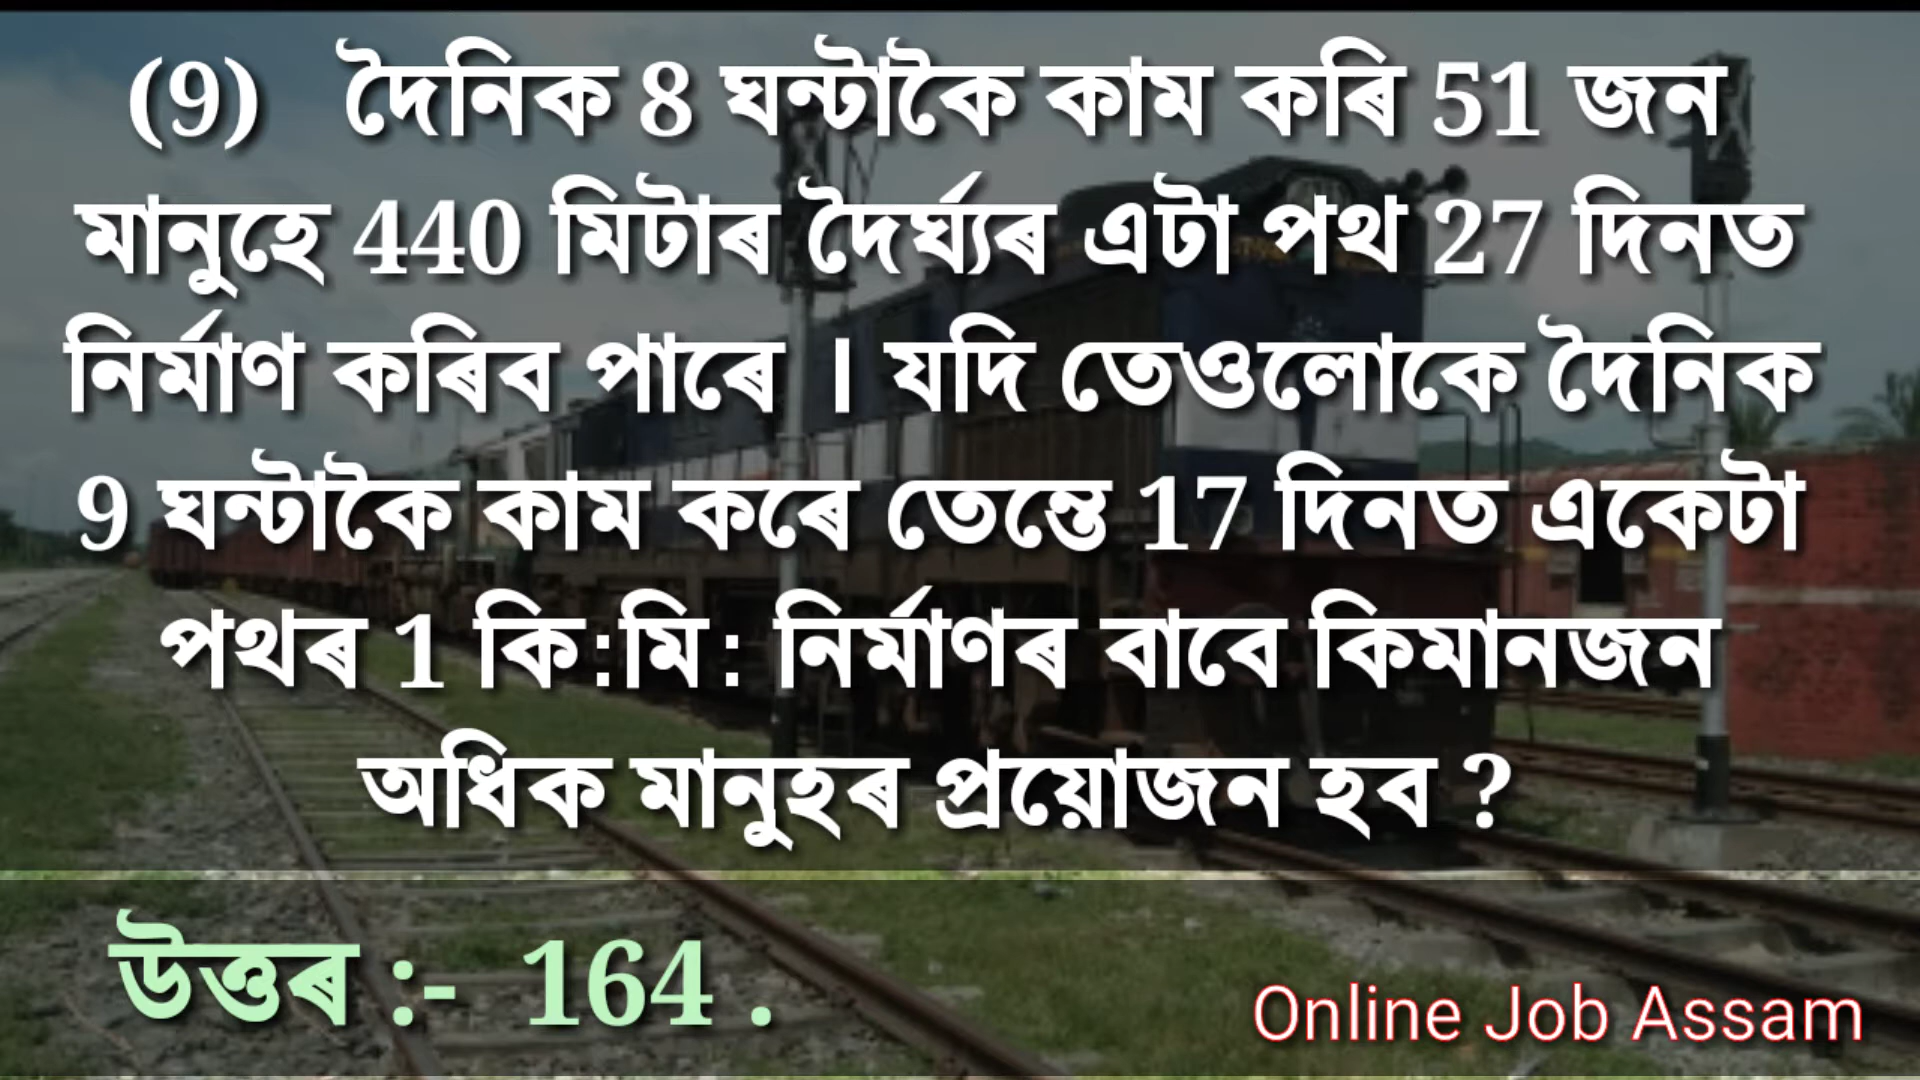 (9) দৈনিক 8 ঘন্টাকৈ কাম কৰি 51 জন
মানুহে 440 মিটাৰ দৈৰ্ঘ্যৰ এটা পথ 27 দিনত
নিৰ্মাণ কৰিব পাৰে । যদি তেওলোকে দৈনিক
9 ঘন্টাকৈ কাম কৰে তেন্তে 17 দিনত একেটা
পথৰ 1 কি:মি: নিৰ্মাণৰ বাবে কিমানজন
অধিক মানুহৰ প্ৰয়োজন হব ?
উত্তৰ :- 164 .
Online Job Assam